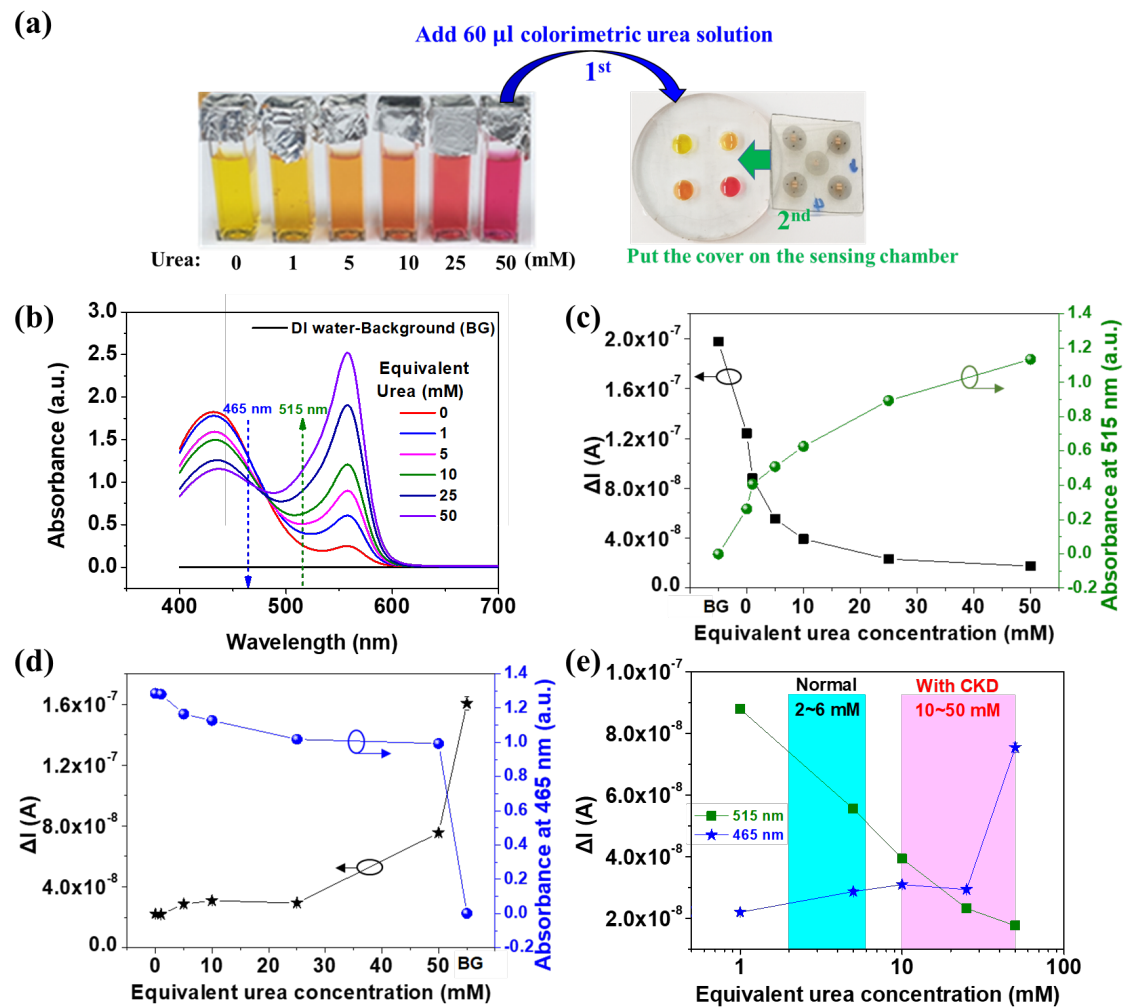 (a)
Add 60 µl colorimetric urea solution
1st
2nd
Put the cover on the sensing chamber
Urea: 0 1 5 10 25 50 (mM)
(b)
3.0
2.5
2.0
1.5
1.0
0.5
0.0
Absorbance (a.u.)
DI water-Background (BG)
Equivalent
Urea (mM)
0
1
5
10
25
50
465 nm
515 nm
400 500 600 700
Wavelength (nm)
(c)
2.0x10-7
1.6x10-7
1.2x10-7
8.0x10-8
4.0x10-8
0.0
ΔI (A)
1.4
1.2
1.0
0.8
0.6
0.4
0.2
0.0
-0.2
Absorbance at 515 nm (a.u.)
BG 0 10 20 30 40 50
Equivalent urea concentration (mM)
(d)
1.6x10-7
1.2x10-7
8.0x10-8
4.0x10-8
0.0
ΔI (A)
1.4
1.2
1.0
0.8
0.6
0.4
0.2
0.0
-0.2
Absorbance at 465 nm (a.u.)
0 10 20 30 40 50 BG
Equivalent urea concentration (mM)
(e)
1.0x10-7
8.0x10-8
6.0x10-8
4.0x10-8
2.0x10-8
ΔI (A)
Normal
2~6 mM
With CKD
10~50 mM
515 nm
465 nm
1 10 100
Equivalent urea concentration (mM)